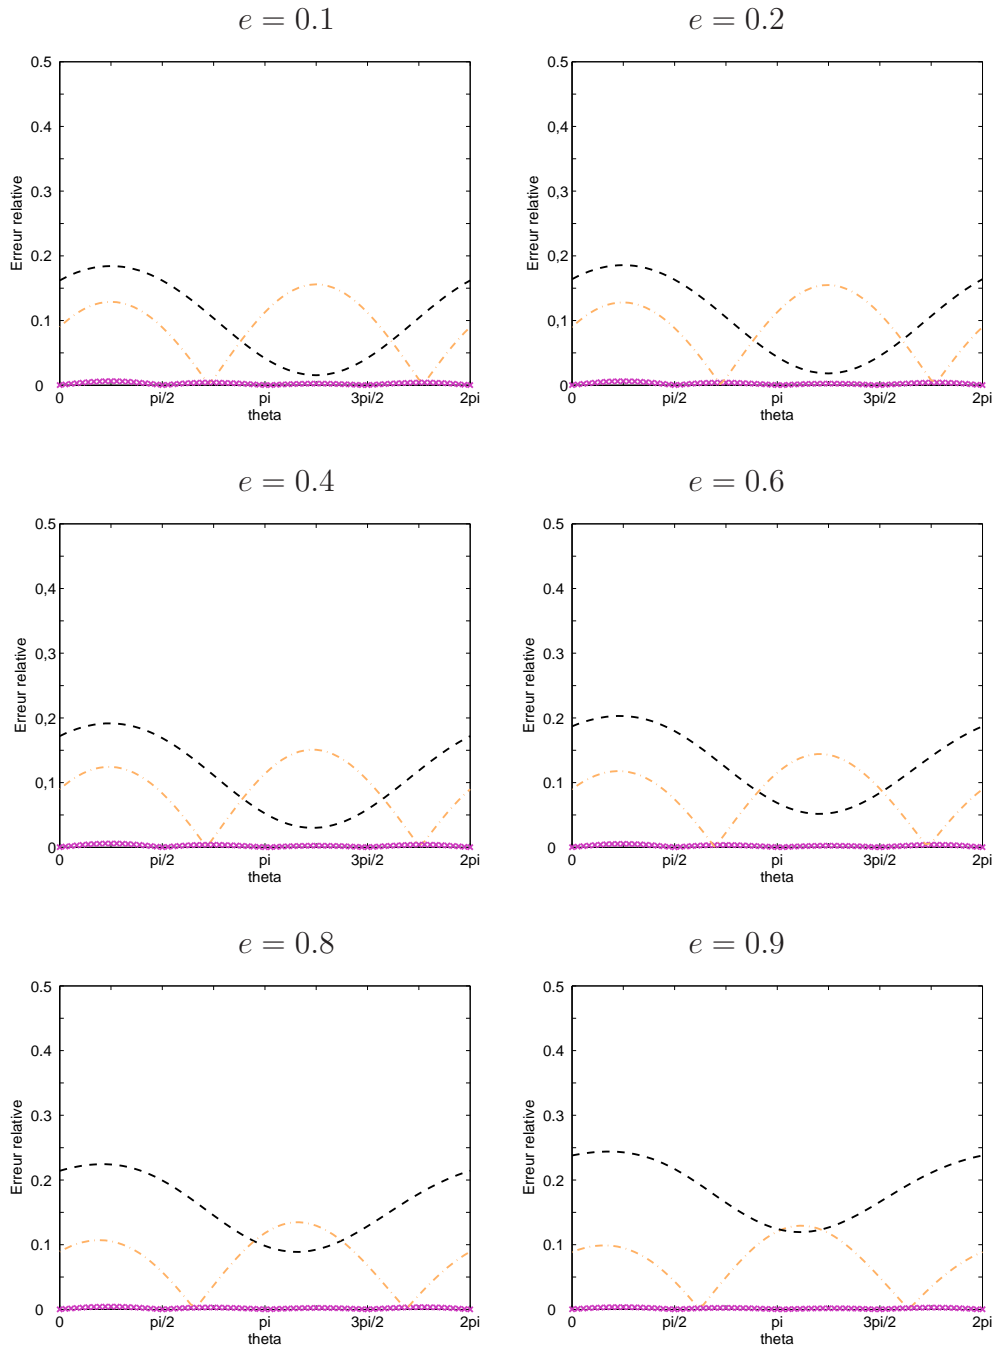 e = 0.1
e = 0.2
0.5
0.4
0.3
0.2
0.1
0
Erreur relative
0
pi/2
pi
3pi/2
2pi
theta
0.5
0.4
0,3
0.2
0.1
0
Erreur relative
0
pi/2
pi
3pi/2
2pi
theta
e = 0.4
e = 0.6
0.5
0.4
0,3
0,2
0,1
0
Erreur relative
0
pi/2
pi
3pi/2
2pi
theta
0.5
0.4
0.3
0,2
0.1
0
Erreur relative
0
pi/2
pi
3pi/2
2pi
theta
e = 0.8
e = 0.9
0.5
0.4
0.3
0.2
0.1
0
Erreur relative
0
pi/2
pi
3pi/2
2pi
theta
0.5
0.4
0.3
0.2
0.1
0
Erreur relative
0
pi/2
pi
3pi/2
2pi
theta